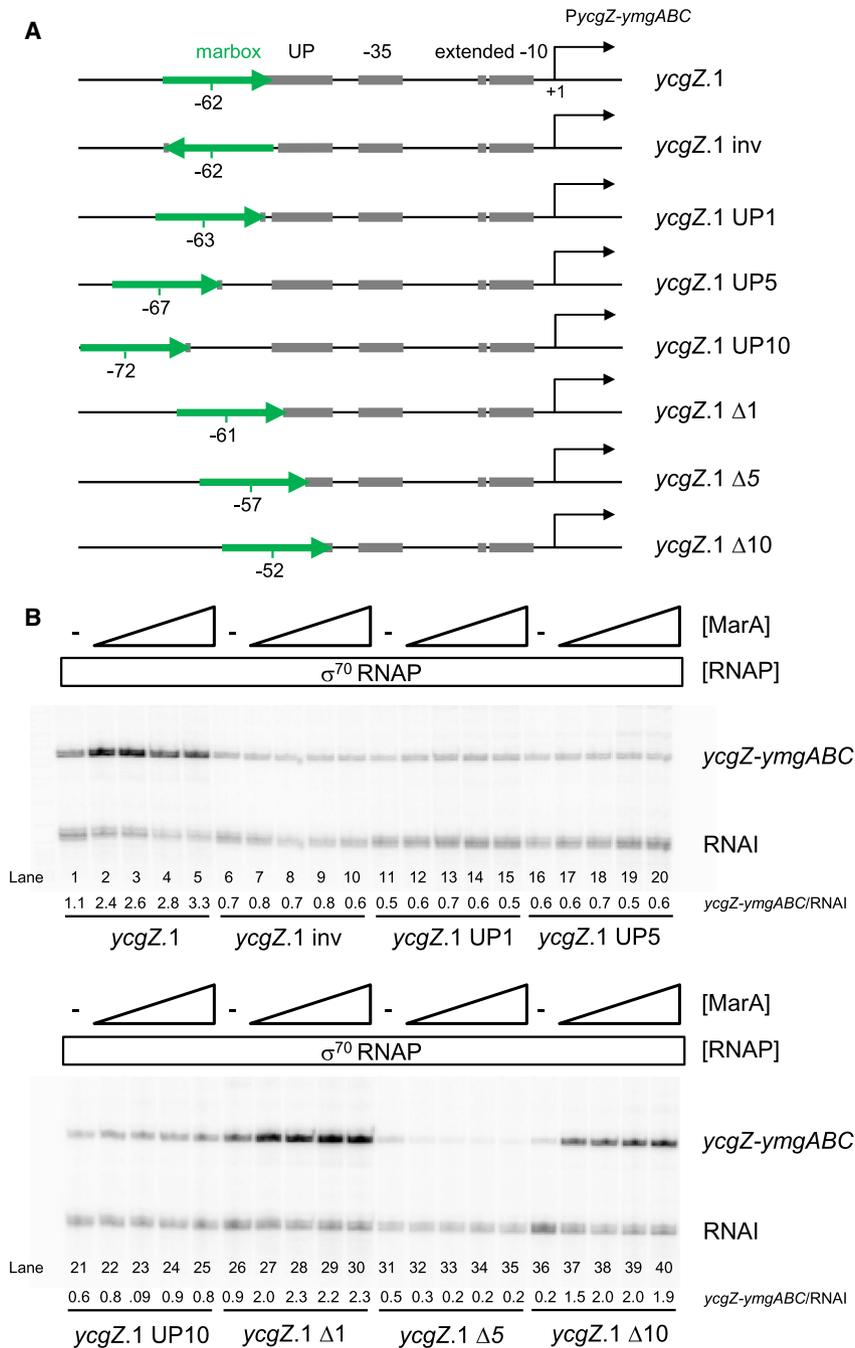 A
PycgZ-ymgABC
marbox UP -35 extended -10
+1
ycgZ.1
-62
ycgZ.1 inv
-62
ycgZ.1 UP1
-63
ycgZ.1 UP5
-67
ycgZ.1 UP10
-72
ycgZ.1 Δ1
-61
ycgZ.1 Δ5
-57
ycgZ.1 Δ10
-52
B
- - - - [MarA]
σ70 RNAP [RNAP]
ycgZ-ymgABC
RNAI
Lane 1 2 3 4 5 6 7 8 9 10 11 12 13 14 15 16 17 18 19 20
1.1 2.4 2.6 2.8 3.3 0.7 0.8 0.7 0.8 0.6 0.5 0.6 0.7 0.6 0.5 0.6 0.6 0.7 0.5 0.6 ycgZ-ymgABC/RNAI
ycgZ.1 ycgZ.1 inv ycgZ.1 UP1 ycgZ.1 UP5
- - - - [MarA]
σ70 RNAP [RNAP]
ycgZ-ymgABC
RNAI
Lane 21 22 23 24 25 26 27 28 29 30 31 32 33 34 35 36 37 38 39 40
0.6 0.8 .09 0.9 0.8 0.9 2.0 2.3 2.2 2.3 0.5 0.3 0.2 0.2 0.2 0.2 1.5 2.0 2.0 1.9 ycgZ-ymgABC/RNAI
ycgZ.1 UP10 ycgZ.1 Δ1 ycgZ.1 Δ5 ycgZ.1 Δ10